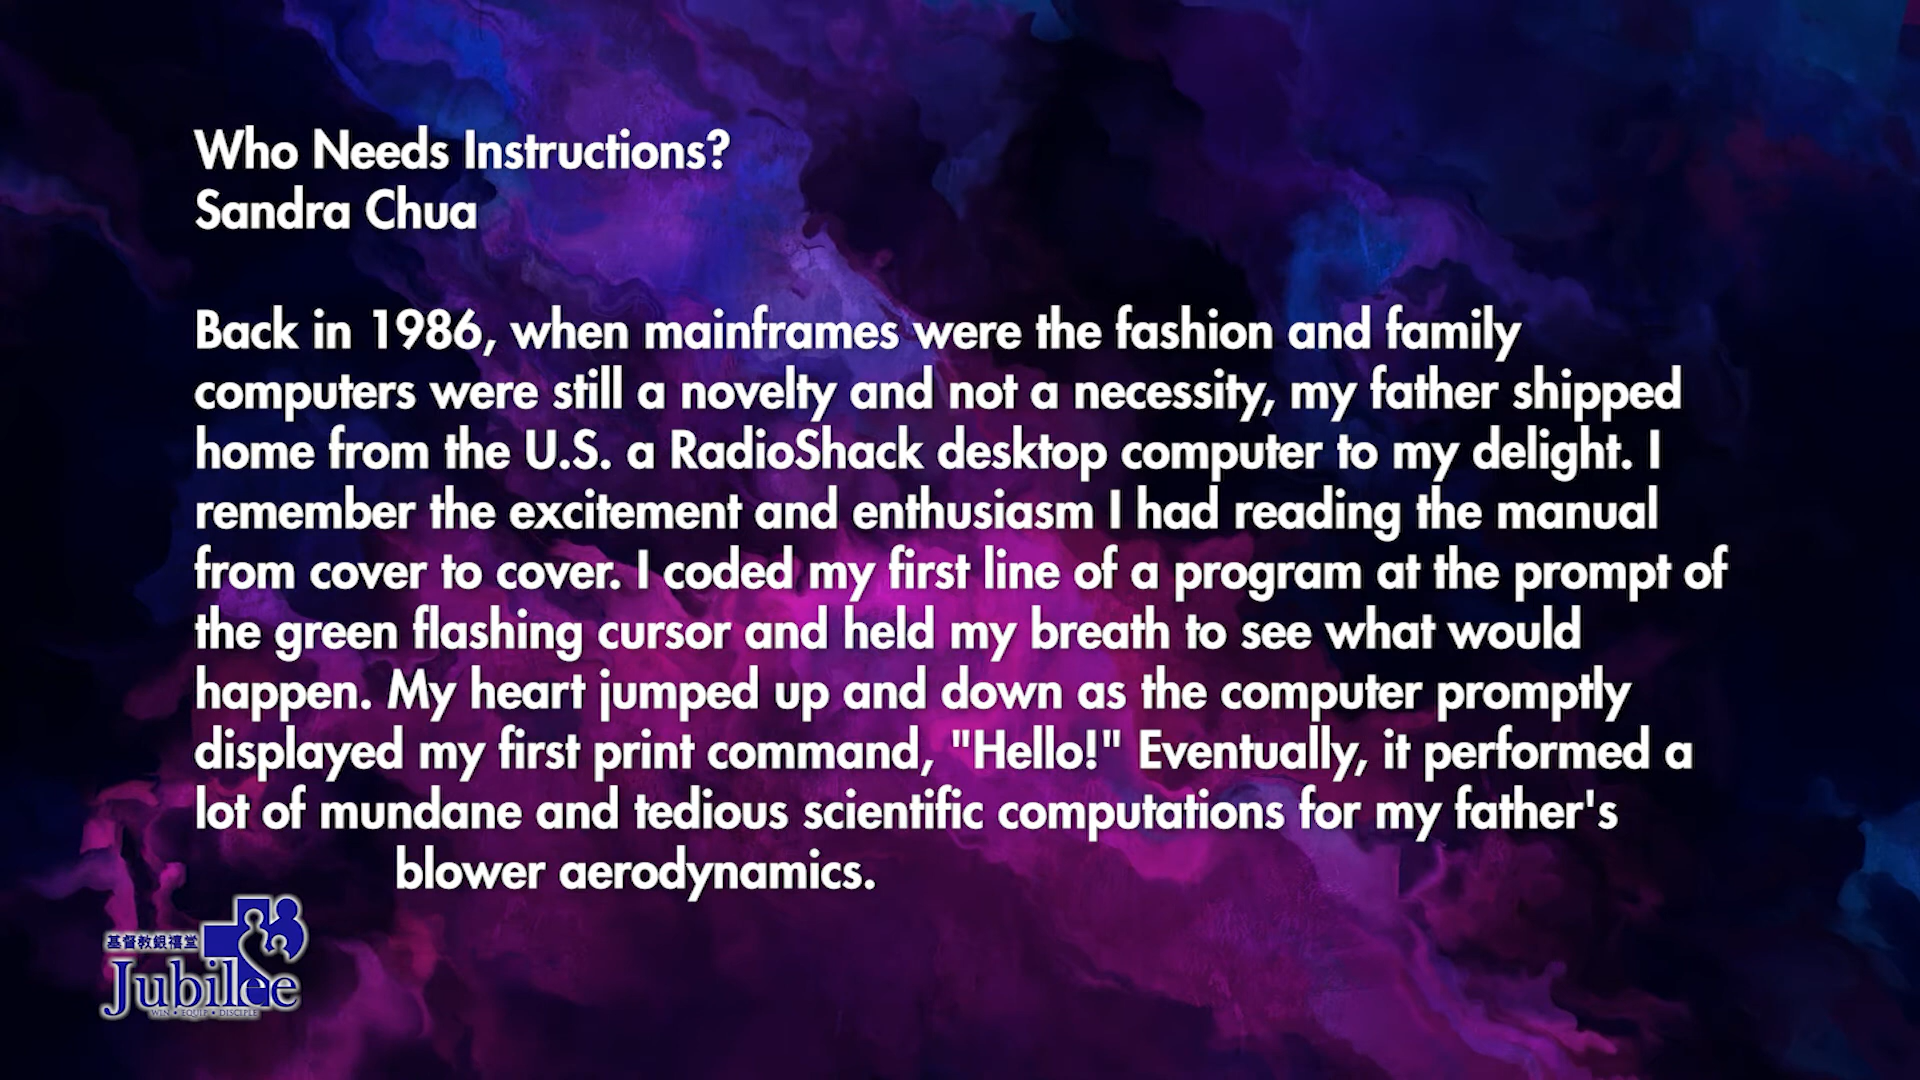 Who Needs Instructions?
Sandra Chua
Back in 1986, when mainframes were the fashion and family
computers were still a novelty and not a necessity, my father shipped
home from the U.S. a RadioShack desktop computer to my delight. I
remember the excitement and enthusiasm I had reading the manual
from cover to cover. I coded my first line of a program at the prompt of
the green flashing cursor and held my breath to see what would
happen. My heart jumped up and down as the computer promptly
displayed my first print command, "Hello!" Eventually, it performed a
lot of mundane and tedious scientific computations for my father's
blower aerodynamics.
基督教銀禧堂
Jubilee
WIN • EQUIP • DISCIPLE